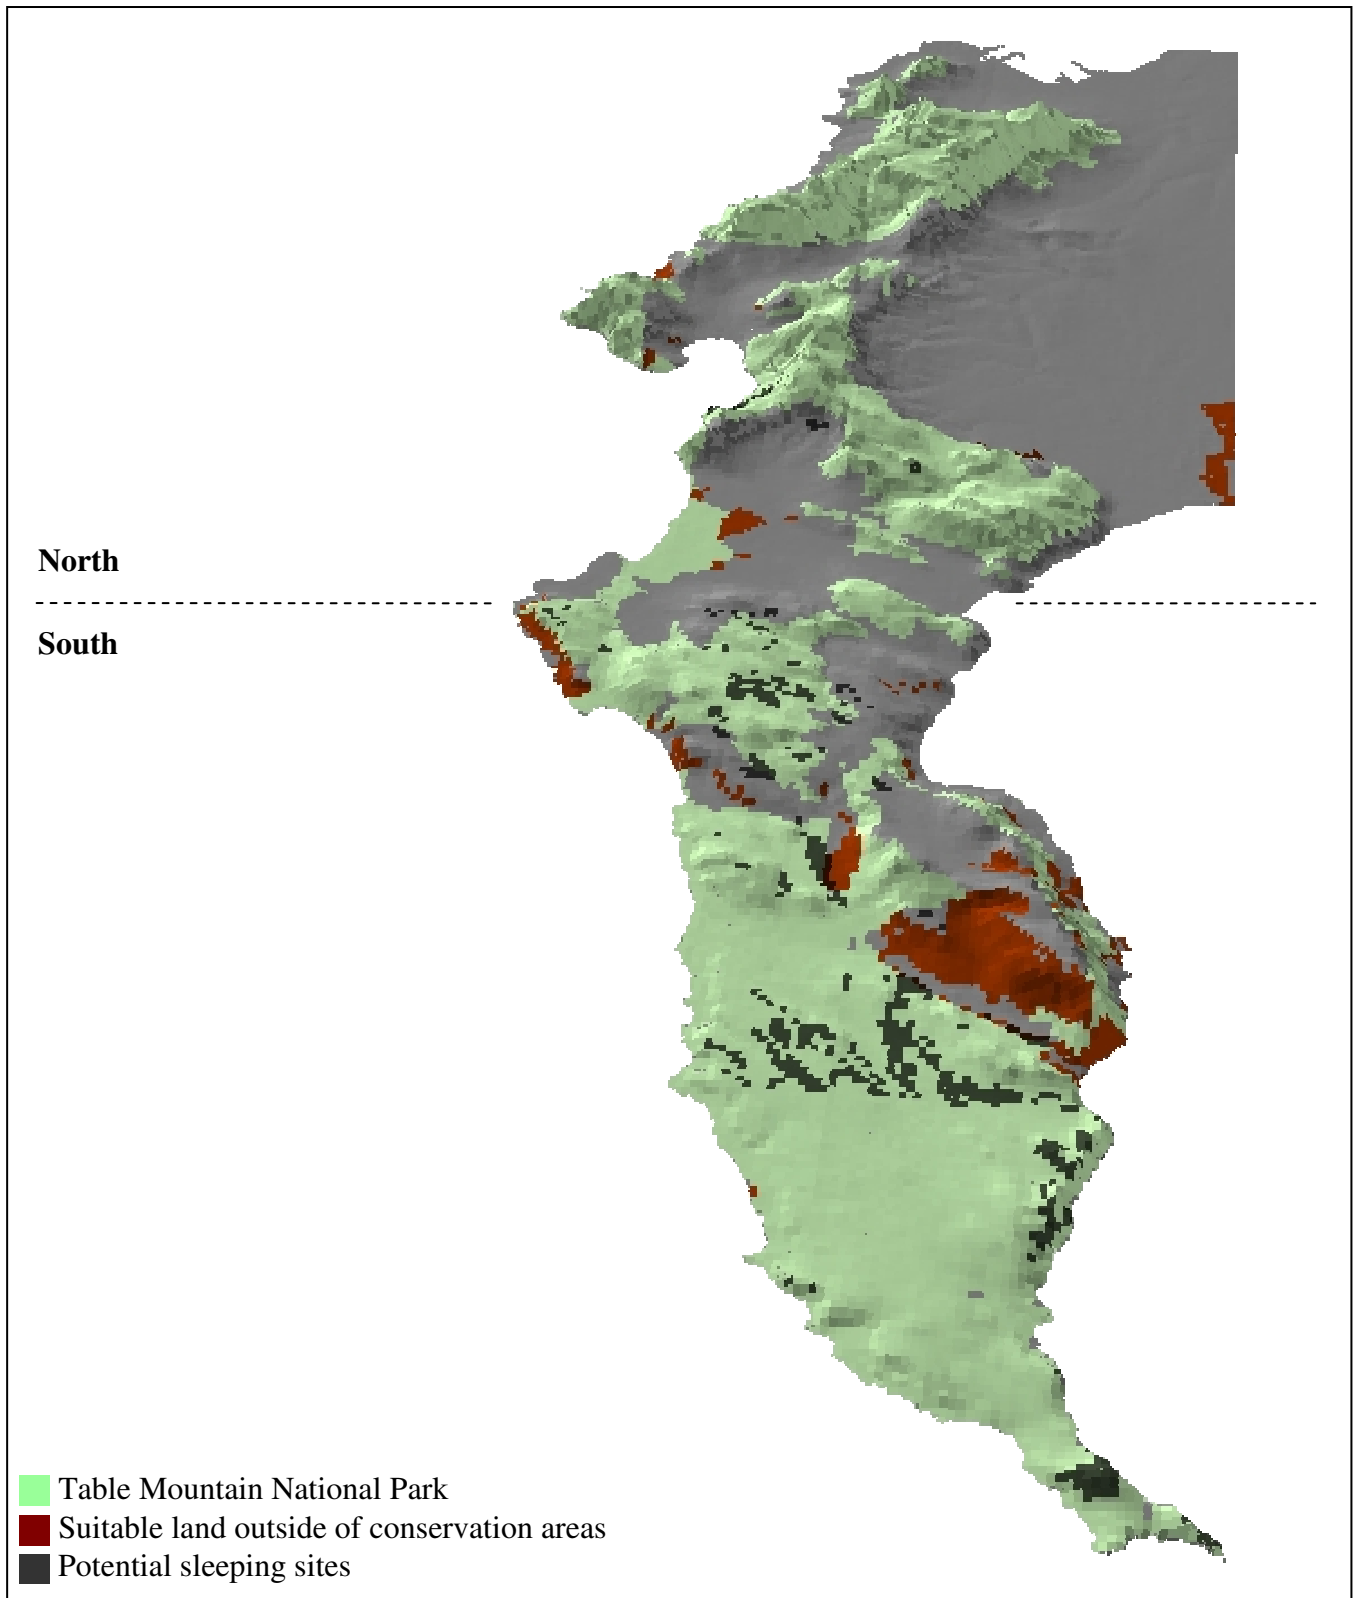 North
South
Table Mountain National Park
Suitable land outside of conservation areas
Potential sleeping sites